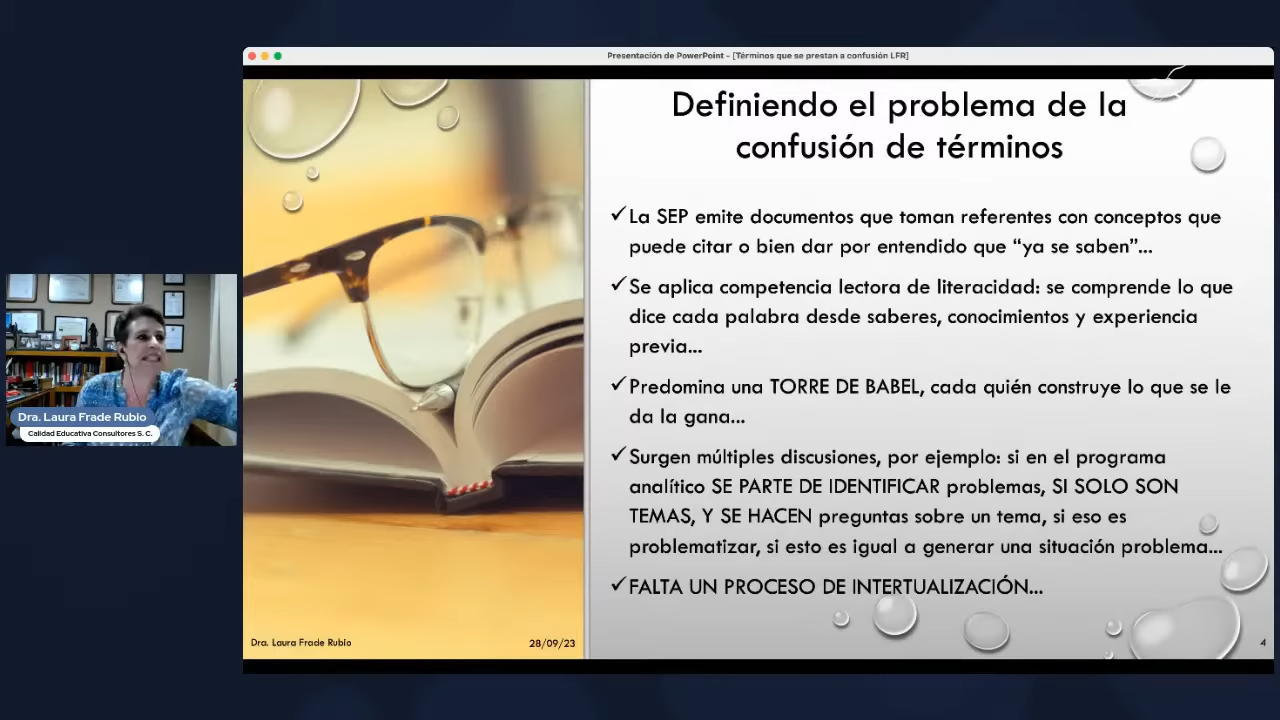 Presentación de PowerPoint - [Términos que se prestan a confusión LFR]
Definiendo el problema de la
confusión de términos
✓La SEP emite documentos que toman referentes con conceptos que
puede citar o bien dar por entendido que “ya se saben”...
✓Se aplica competencia lectora de literacidad: se comprende lo que
dice cada palabra desde saberes, conocimientos y experiencia
previa...
✓Predomina una TORRE DE BABEL, cada quién construye lo que se le
da la gana...
✓Surgen múltiples discusiones, por ejemplo: si en el programa
analítico SE PARTE DE IDENTIFICAR problemas, SI SOLO SON
TEMAS, Y SE HACEN preguntas sobre un tema, si eso es
problematizar, si esto es igual a generar una situación problema...
✓FALTA UN PROCESO DE INTERTUALIZACIÓN...
Dra. Laura Frade Rubio
28/09/23
4
Dra. Laura Frade Rubio
Calidad Educativa Consultores S. C.